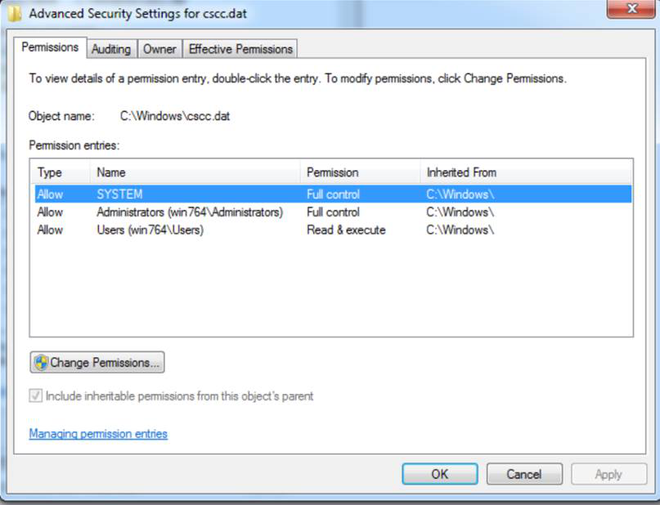 Advanced Security Settings for cscc.dat
Permissions Auditing Owner Effective Permissions
To view details of a permission entry, double-click the entry. To modify permissions, click Change Permissions.
Object name: C:\Windows\cscc.dat
Permission entries:
Type Name Permission Inherited From
Allow SYSTEM Full control C:\Windows\
Allow Administrators (win764\Administrators) Full control C:\Windows\
Allow Users (win764\Users) Read & execute C:\Windows\
Change Permissions...
Include inheritable permissions from this object's parent
Managing permission entries
OK Cancel Apply